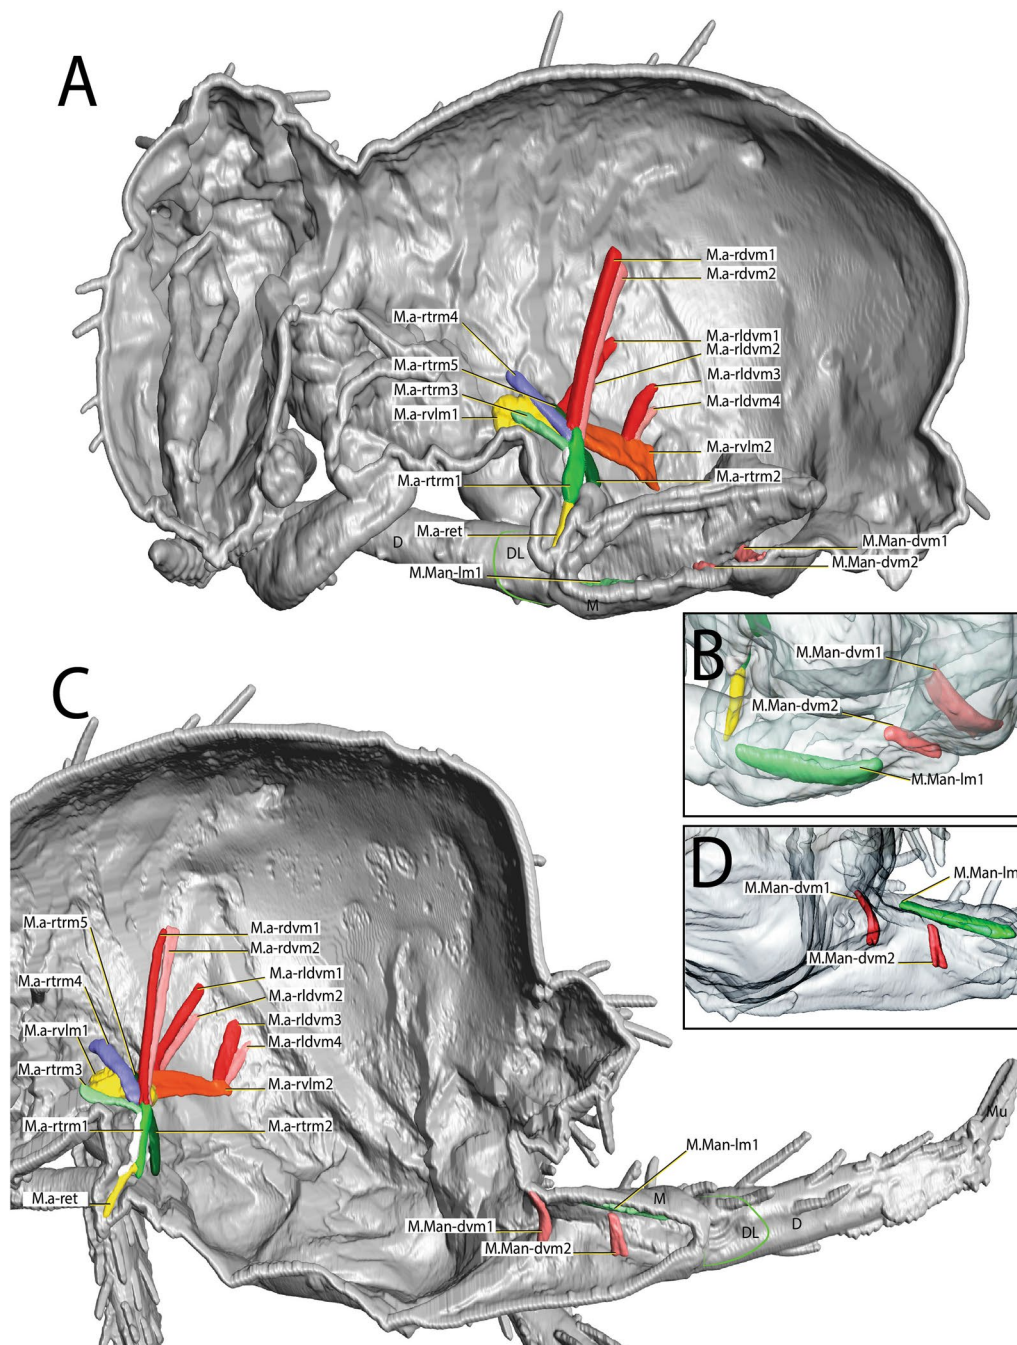 A
M.a-rdvm1
M.a-rdvm2
M.a-rtrm4
M.a-rldvm1
M.a-rldvm2
M.a-rtrm5
M.a-rldvm3
M.a-rtrm3
M.a-rldvm4
M.a-rvlm1
M.a-rvlm2
M.a-rtrm1
M.a-rtrm2
M.a-ret
D
DL
M.Man-dvm1
M.Man-dvm2
M.Man-lm1
M
B
M.Man-dvm1
M.Man-dvm2
M.Man-lm1
C
D
M.Man-lm
M.Man-dvm1
M.Man-dvm2
M.a-rtrm5
M.a-rdvm1
M.a-rdvm2
M.a-rldvm1
M.a-rtrm4
M.a-rldvm2
M.a-rvlm1
M.a-rldvm3
M.a-rldvm4
M.a-rtrm3
M.a-rvlm2
M.a-rtrm1
M.a-rtrm2
M.a-ret
Mu
M.Man-lm1
M
D
DL
M.Man-dvm1
M.Man-dvm2